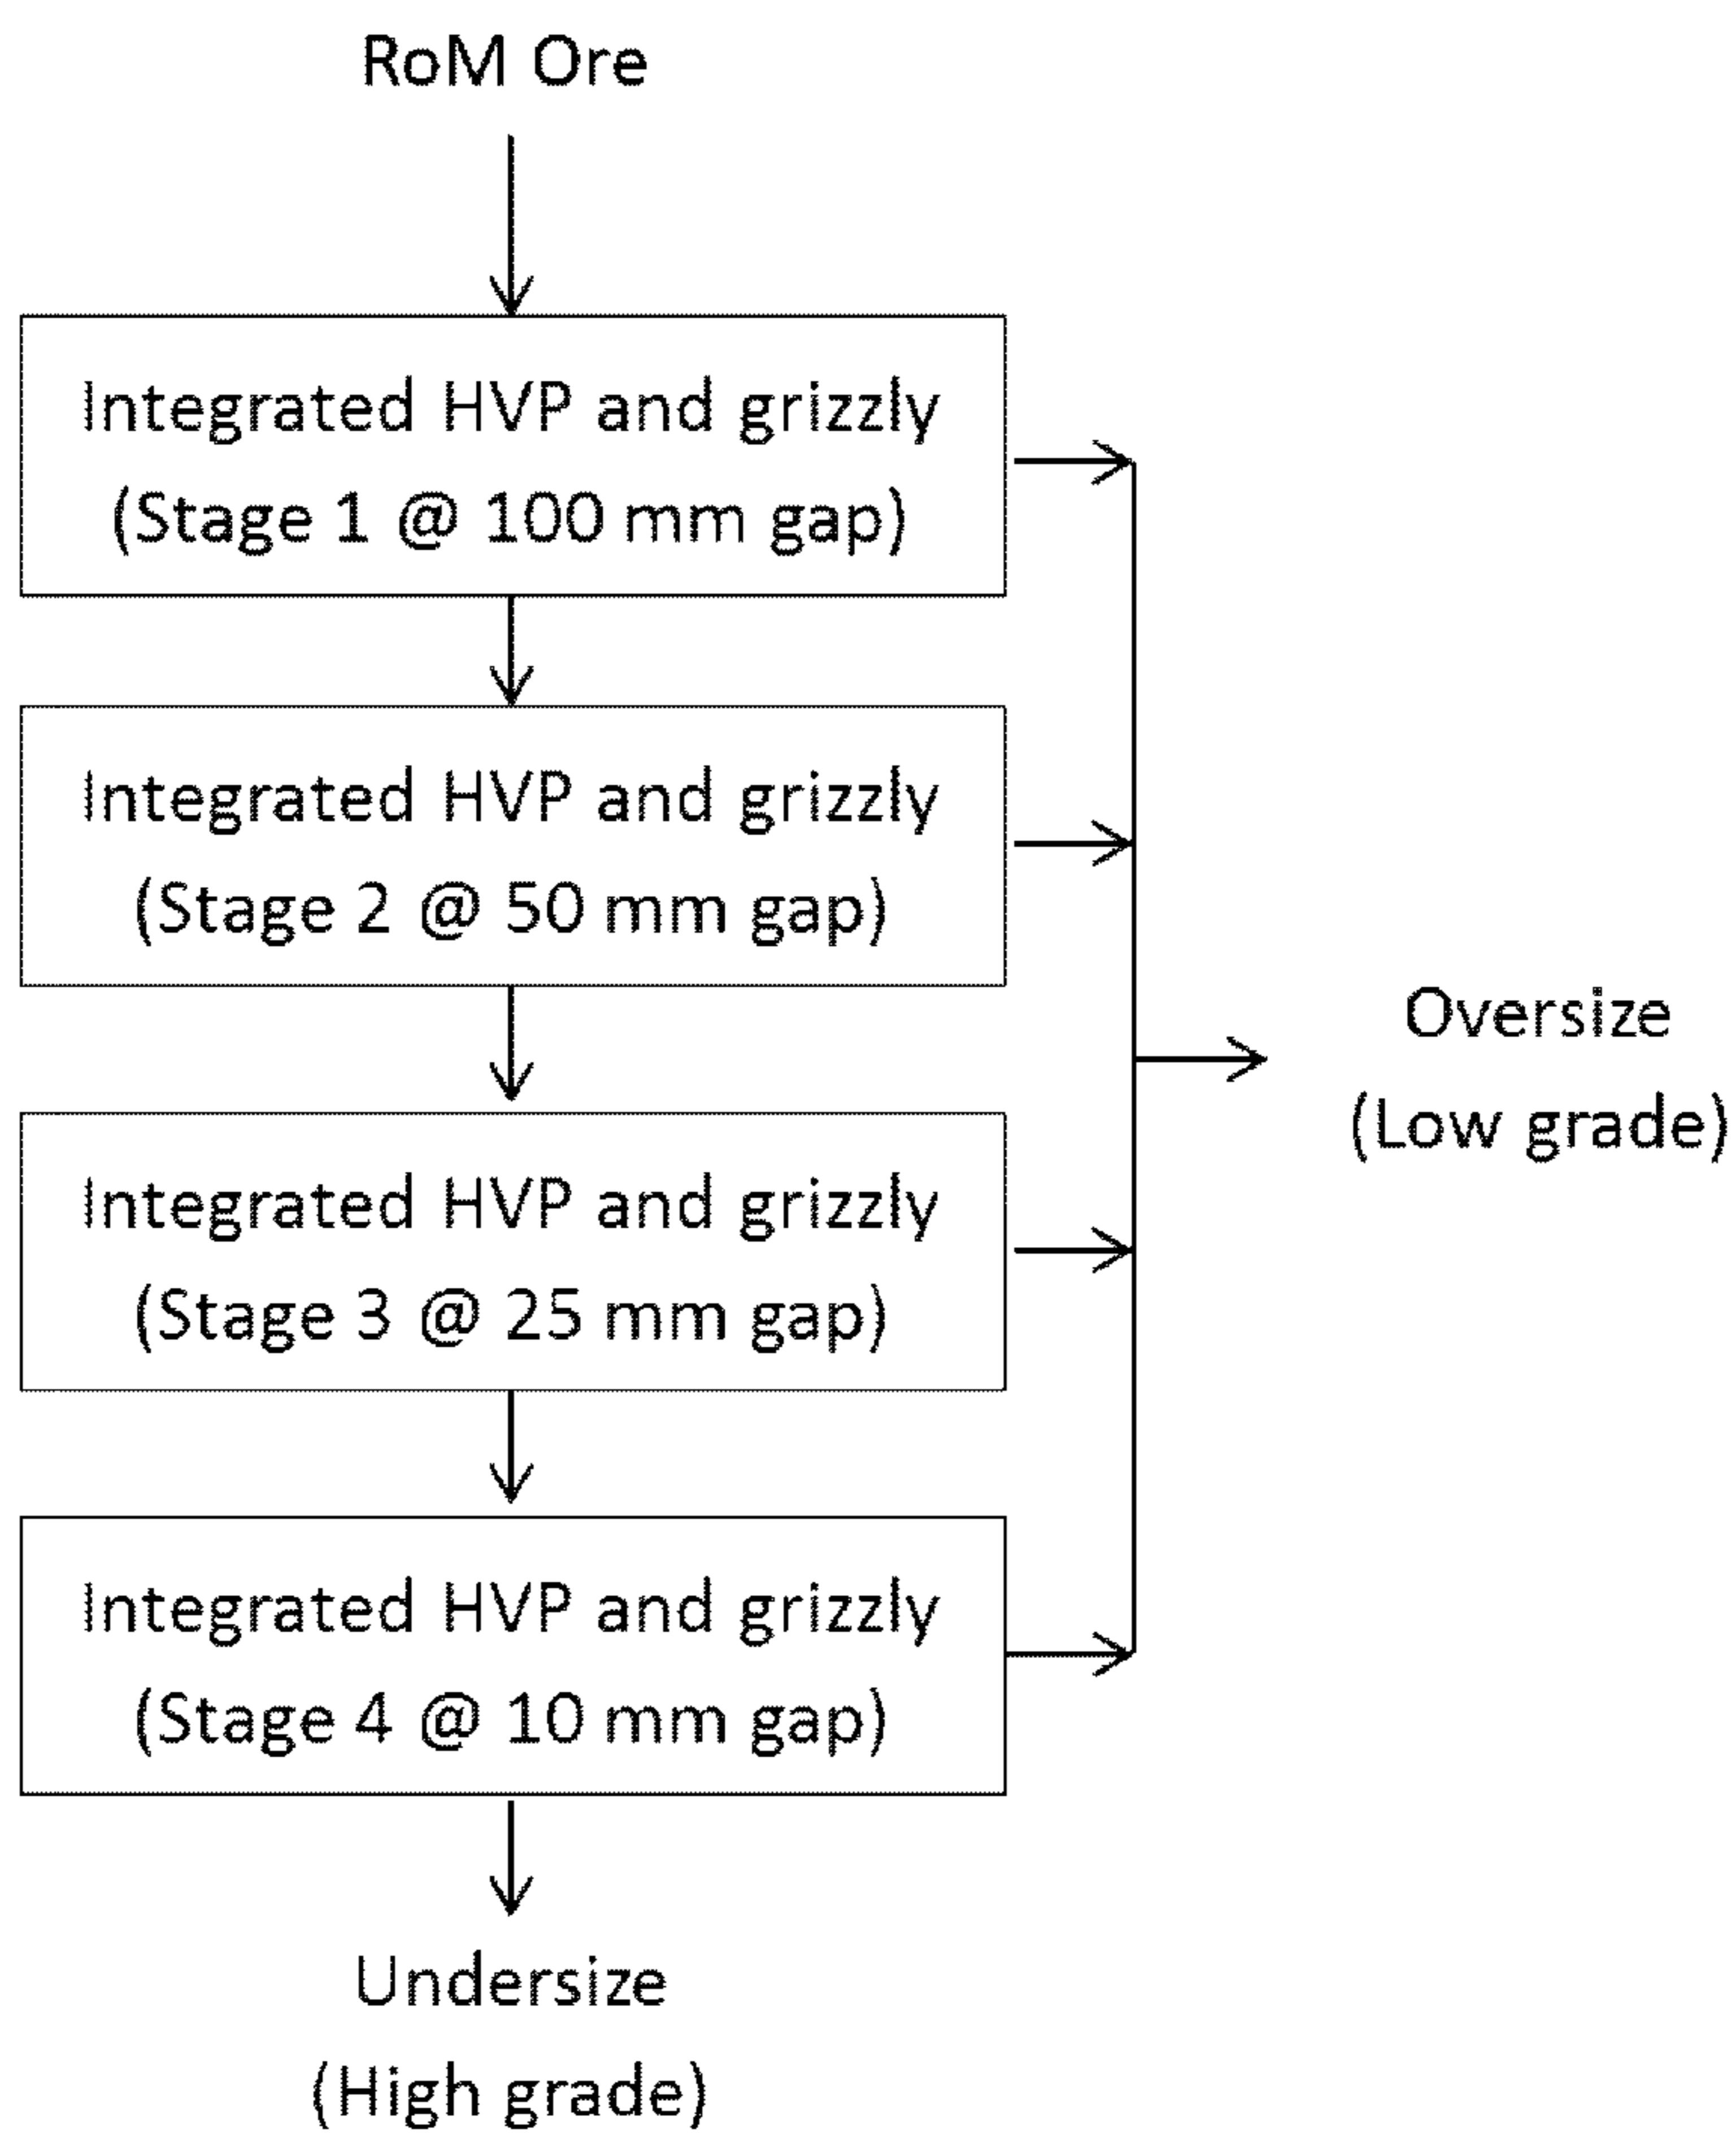 RoM Ore
Integrated HVP and grizzly
(Stage 1 @ 100 mm gap)
Integrated HVP and grizzly
(Stage 2 @ 50 mm gap)
Integrated HVP and grizzly
(Stage 3 @ 25 mm gap)
Integrated HVP and grizzly
(Stage 4 @ 10 mm gap)
Oversize
(Low grade)
Undersize
(High grade)